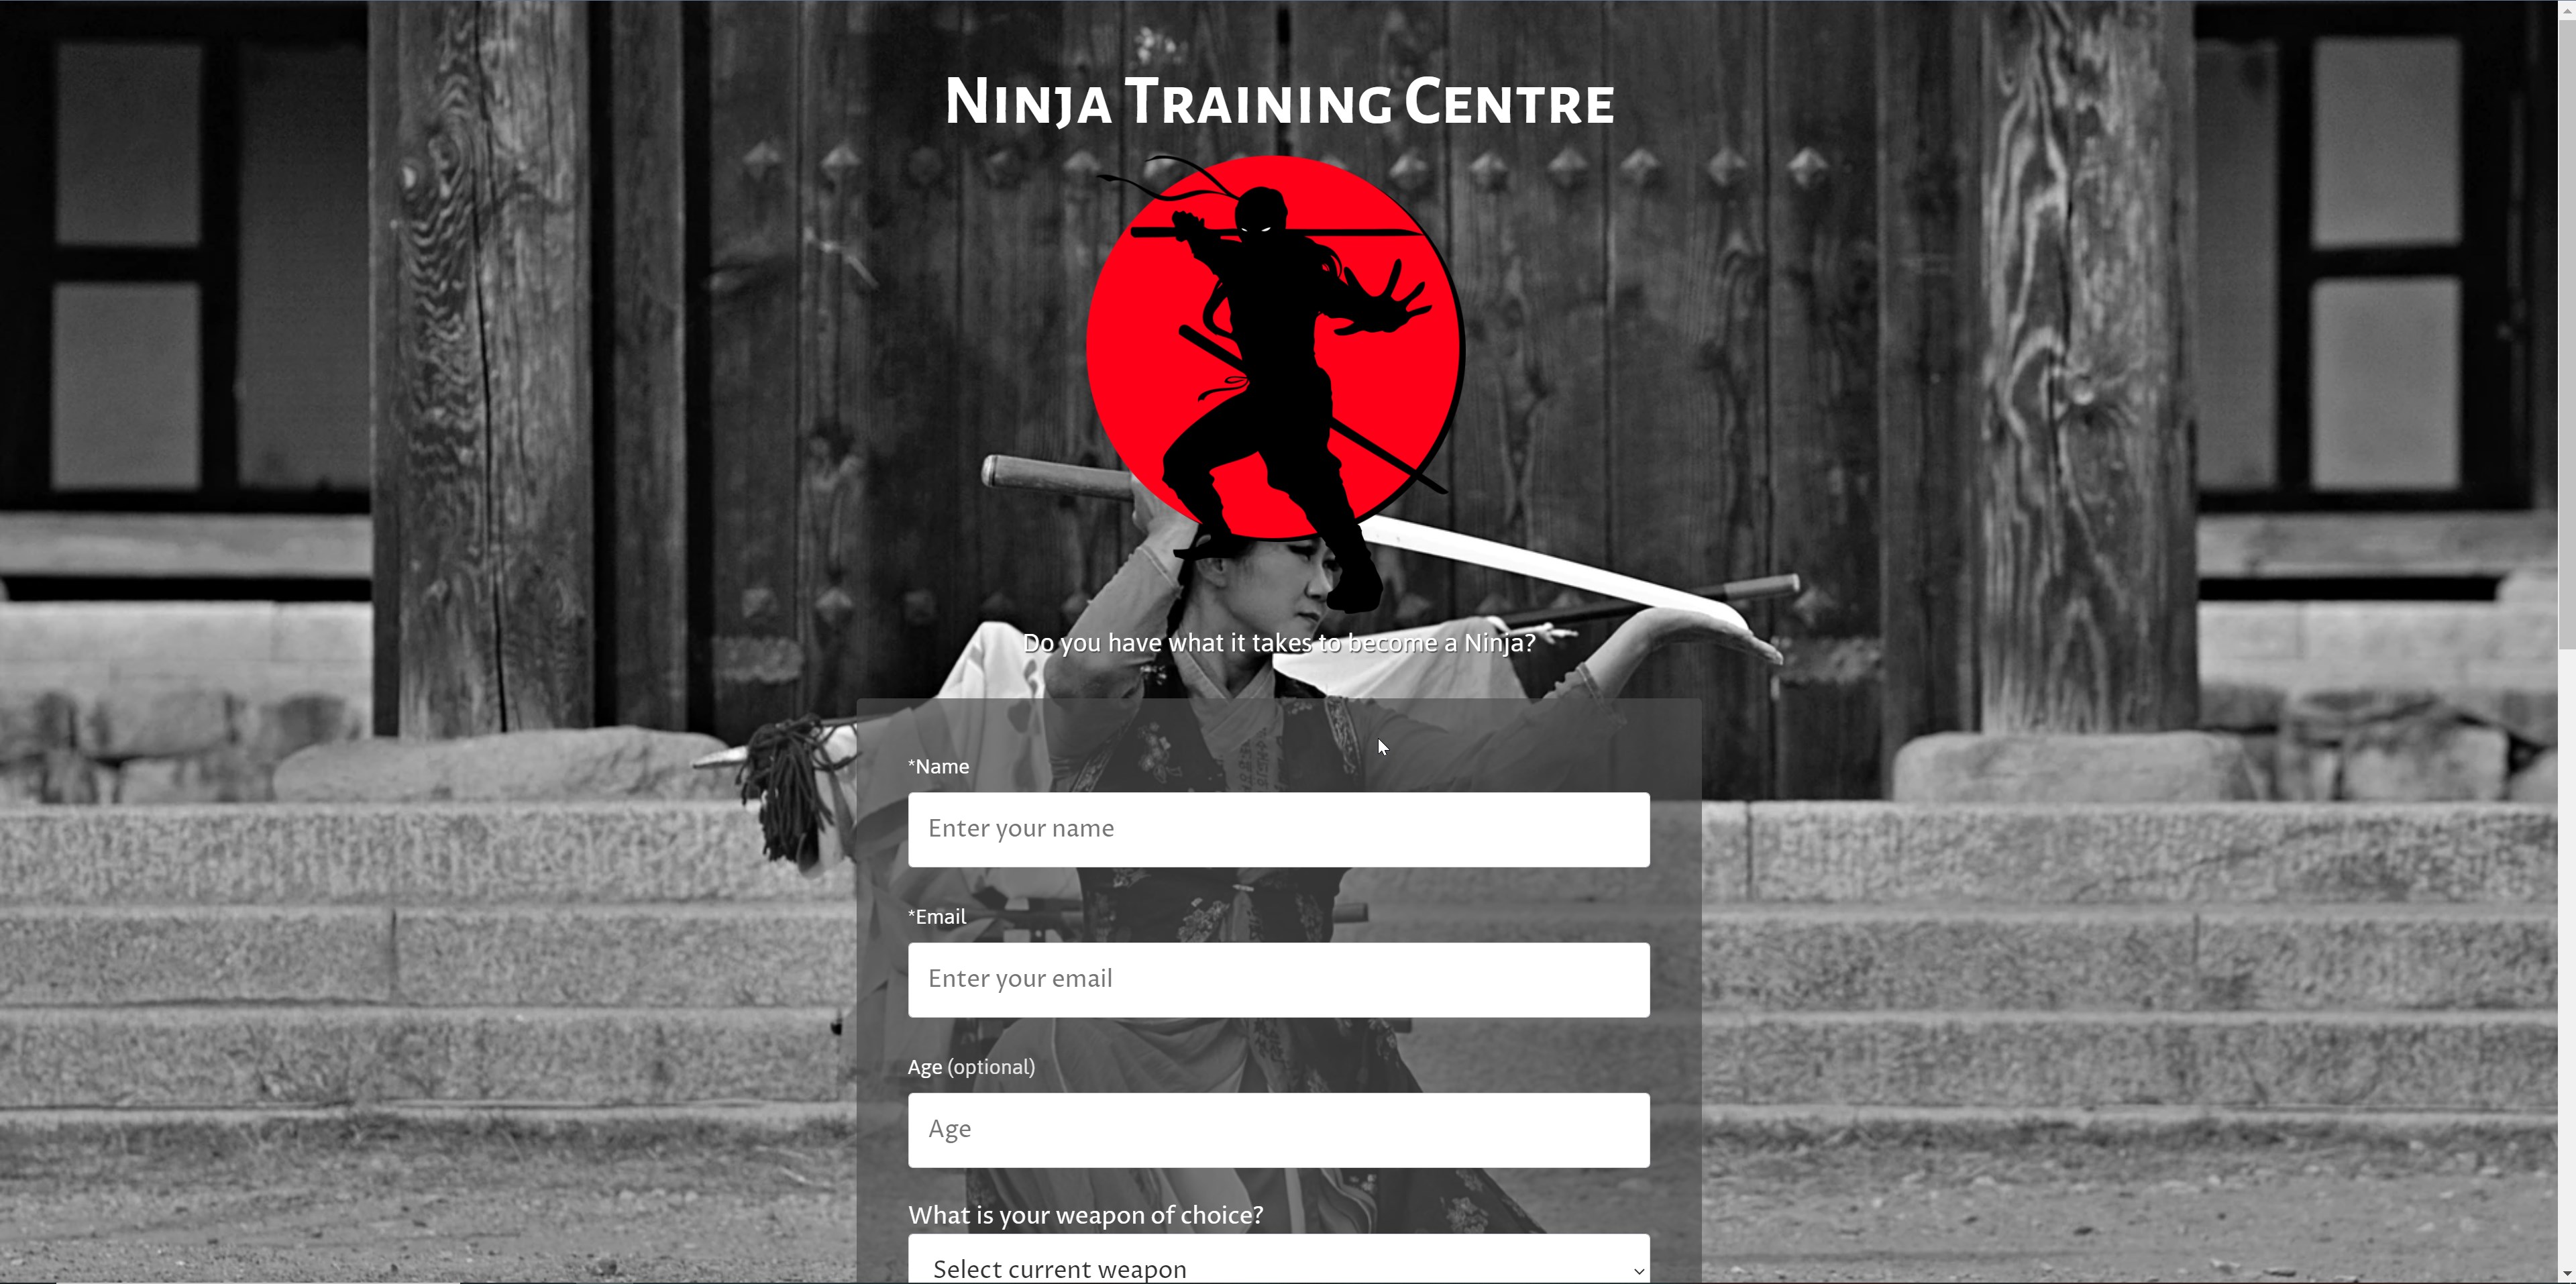 Ninja Training Centre
Do you have what it takes to become a Ninja?
*Name
Enter your name
*Email
Enter your email
Age (optional)
Age
What is your weapon of choice?
Select current weapon